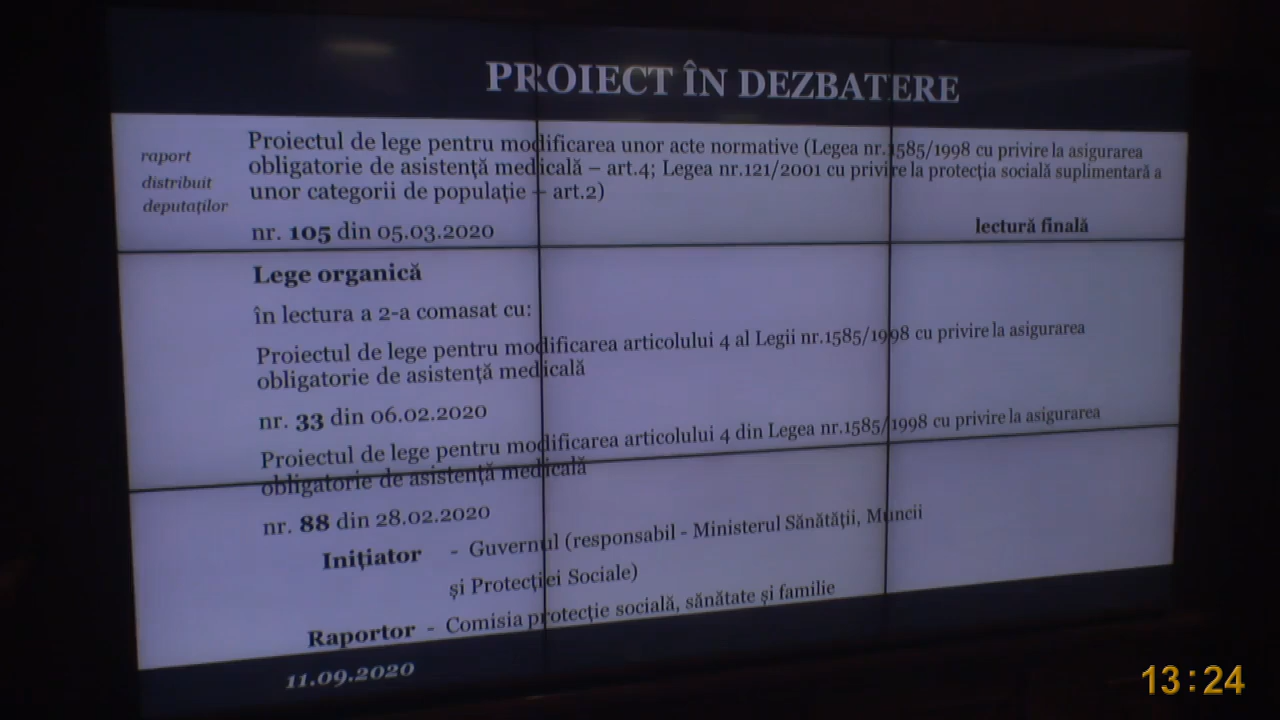 PROIECT ÎN DEZBATERE
raport
distribuit
deputaților
Proiectul de lege pentru modificarea unor acte normative (Legea nr.1585/1998 cu privire la asigurarea
obligatorie de asistență medicală – art.4; Legea nr.121/2001 cu privire la protecția socială suplimentară a
unor categorii de populație – art.2)
nr. 105 din 05.03.2020
lectură finală
Lege organică
în lectura a 2-a comasat cu:
Proiectul de lege pentru modificarea articolului 4 al Legii nr.1585/1998 cu privire la asigurarea
obligatorie de asistență medicală
nr. 33 din 06.02.2020
Proiectul de lege pentru modificarea articolului 4 din Legea nr.1585/1998 cu privire la asigurarea
obligatorie de asistență medicală
nr. 88 din 28.02.2020
Inițiator - Guvernul (responsabil - Ministerul Sănătății, Muncii
și Protecției Sociale)
Raportor - Comisia protecție socială, sănătate și familie
11.09.2020
13:24